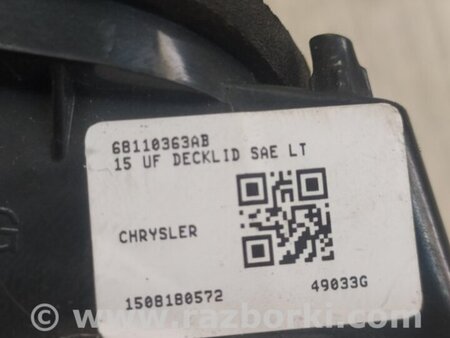 68110363AB
15 UF DECKLID SAE LT
CHRYSLER
1508180572
49033G
© www.razborki.com